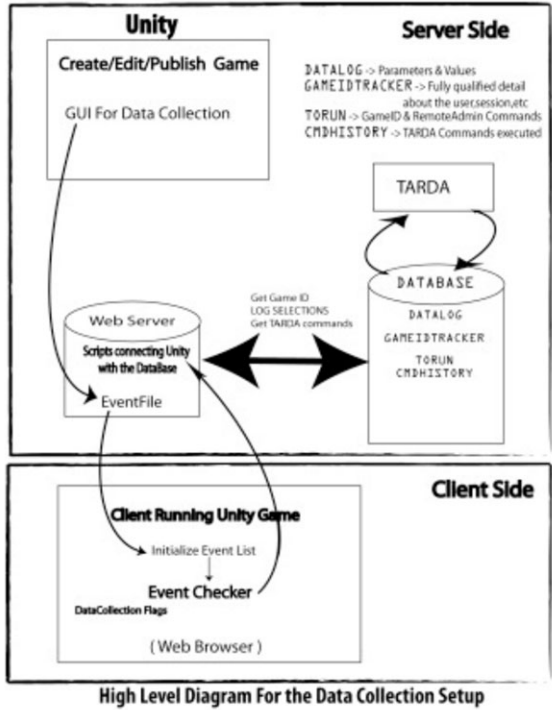 Unity
Create/Edit/Publish Game
GUI For Data Collection
Server Side
DATALOG -> Parameters & Values
GAMEIDTRACKER -> Fully qualified detail
about the user,session,etc
TORUN -> GameID & RemoteAdmin Commands
CMDHISTORY -> TARDA Commands executed
TARDA
DATABASE
DATALOG
GAMEIDTRACKER
TORUN
CMDHISTORY
Get Game ID
LOG SELECTIONS
Get TARDA commands
Web Server
Scripts connecting Unity
with the DataBase
EventFile
Client Side
Client Running Unity Game
Initialize Event List
Event Checker
DataCollection Flags
( Web Browser )
High Level Diagram For the Data Collection Setup